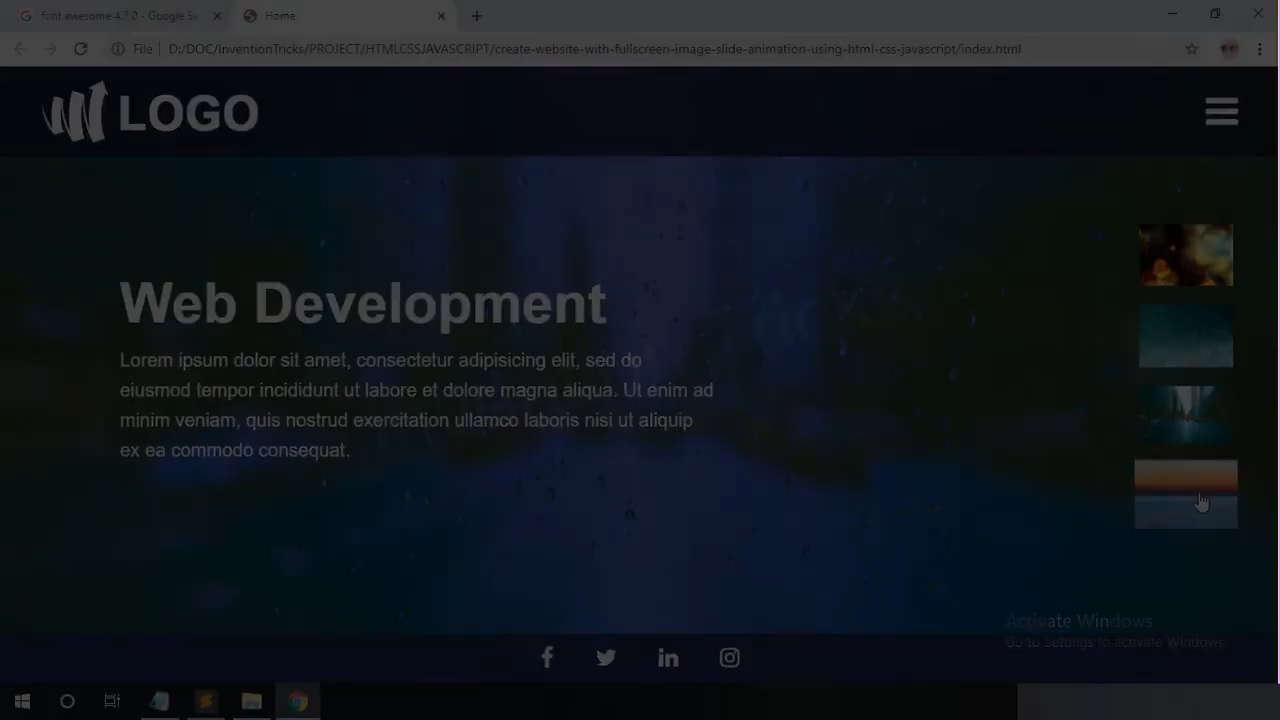 font awesome 4.7.0 - Google Se
Home
File
D:/DOC/InventionTricks/PROJECT/HTMLCSSJAVASCRIPT/create-website-with-fullscreen-image-slide-animation-using-html-css-javascript/index.html
LOGO
Web Development
Lorem ipsum dolor sit amet, consectetur adipisicing elit, sed do
eiusmod tempor incididunt ut labore et dolore magna aliqua. Ut enim ad
minim veniam, quis nostrud exercitation ullamco laboris nisi ut aliquip
ex ea commodo consequat.
Activate Windows
Go to Settings to activate Windows.